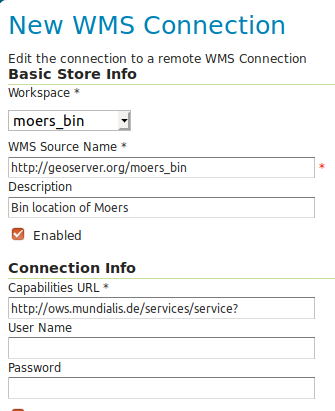 New WMS Connection
Edit the connection to a remote WMS Connection
Basic Store Info
Workspace *
moers_bin
WMS Source Name *
http://geoserver.org/moers_bin *
Description
Bin location of Moers
Enabled
Connection Info
Capabilities URL *
http://ows.mundialis.de/services/service?
User Name
Password